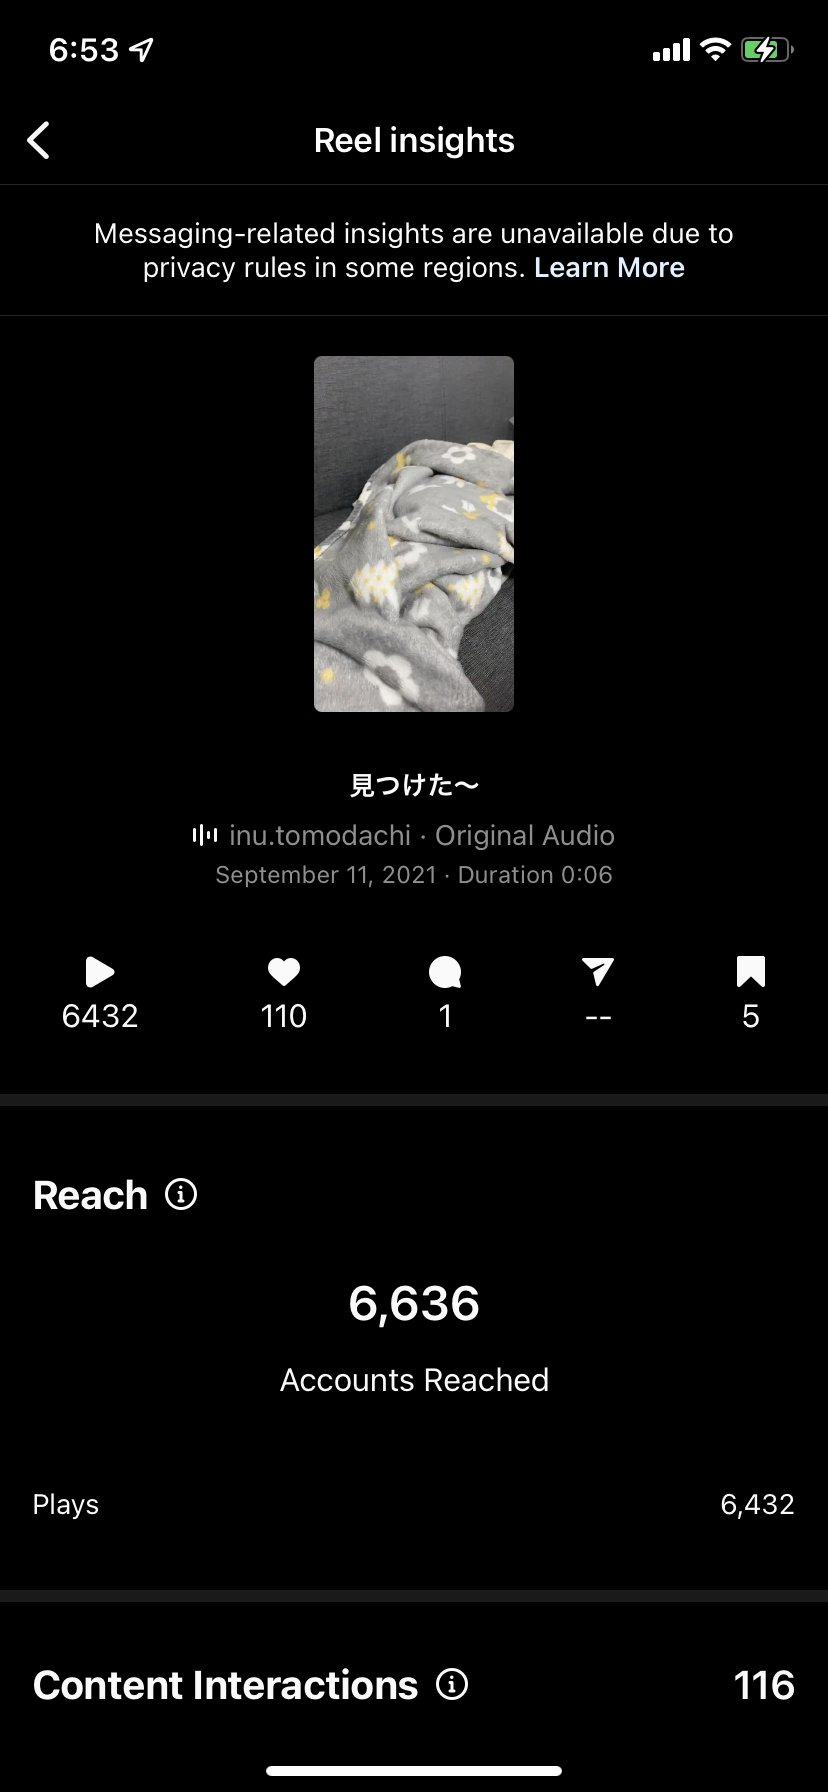 6:53
Reel insights
Messaging-related insights are unavailable due to
privacy rules in some regions. Learn More
見つけた〜
inu.tomodachi · Original Audio
September 11, 2021 · Duration 0:06
6432 110 1 -- 5
Reach
6,636
Accounts Reached
Plays 6,432
Content Interactions 116